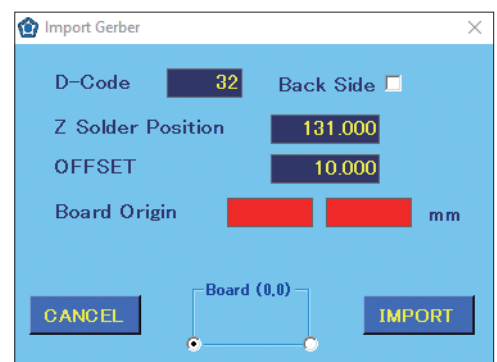 Import Gerber
D-Code 32 Back Side
Z Solder Position 131.000
OFFSET 10.000
Board Origin mm
Board (0,0)
CANCEL IMPORT